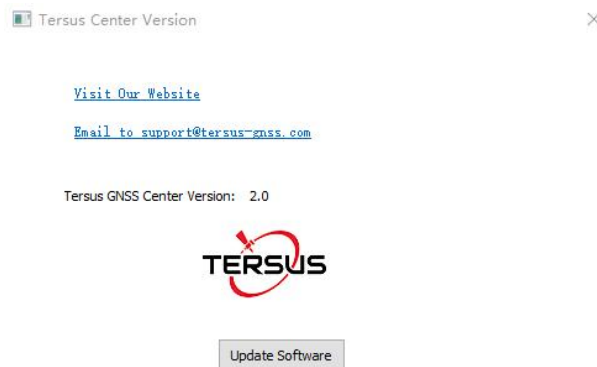 Tersus Center Version
Visit Our Website
Email to support@tersus-gnss.com
Tersus GNSS Center Version: 2.0
TERSUS
Update Software